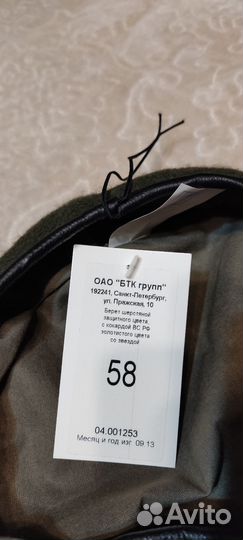 ОАО "БТК групп"
192241, Санкт-Петербург,
ул. Пражская, 10
Берет шерстяной
защитного цвета
с кокардой ВС РФ
золотистого цвета
со звездой
58
04.001253
Месяц и год изг. 09.13
Avito